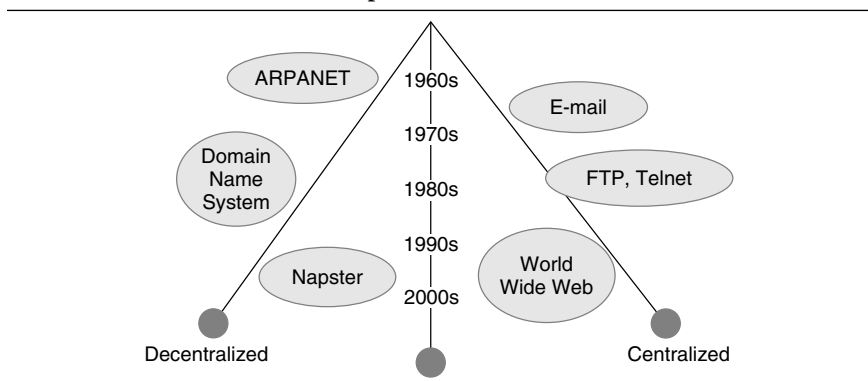 ARPANET
1960s
E-mail
1970s
Domain
Name
System
FTP, Telnet
1980s
1990s
Napster
World
Wide Web
2000s
Decentralized
Centralized